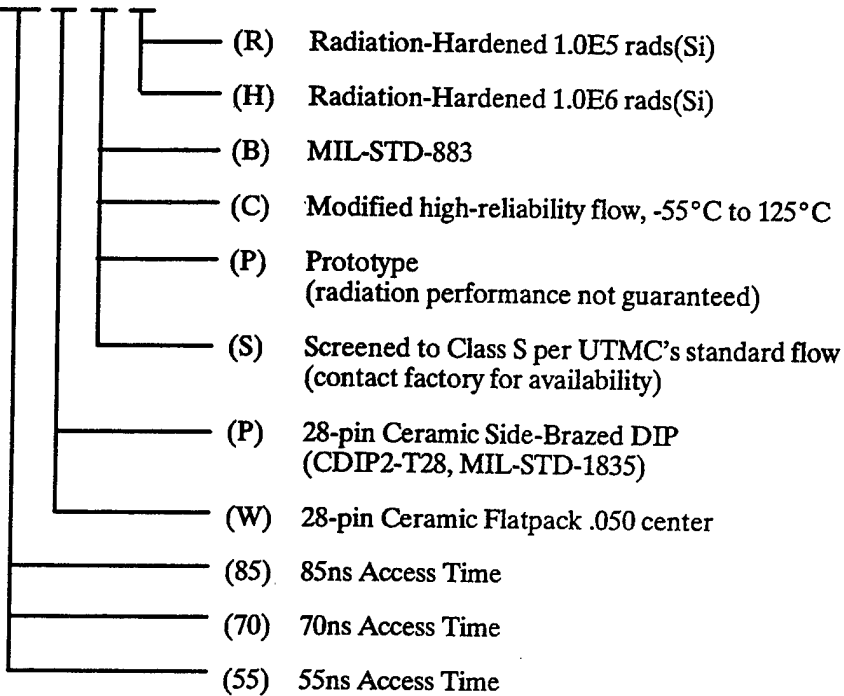 (R) Radiation-Hardened 1.0E5 rads(Si)
(H) Radiation-Hardened 1.0E6 rads(Si)
(B) MIL-STD-883
(C) Modified high-reliability flow, -55°C to 125°C
(P) Prototype
(radiation performance not guaranteed)
(S) Screened to Class S per UTMC's standard flow
(contact factory for availability)
(P) 28-pin Ceramic Side-Brazed DIP
(CDIP2-T28, MIL-STD-1835)
(W) 28-pin Ceramic Flatpack .050 center
(85) 85ns Access Time
(70) 70ns Access Time
(55) 55ns Access Time